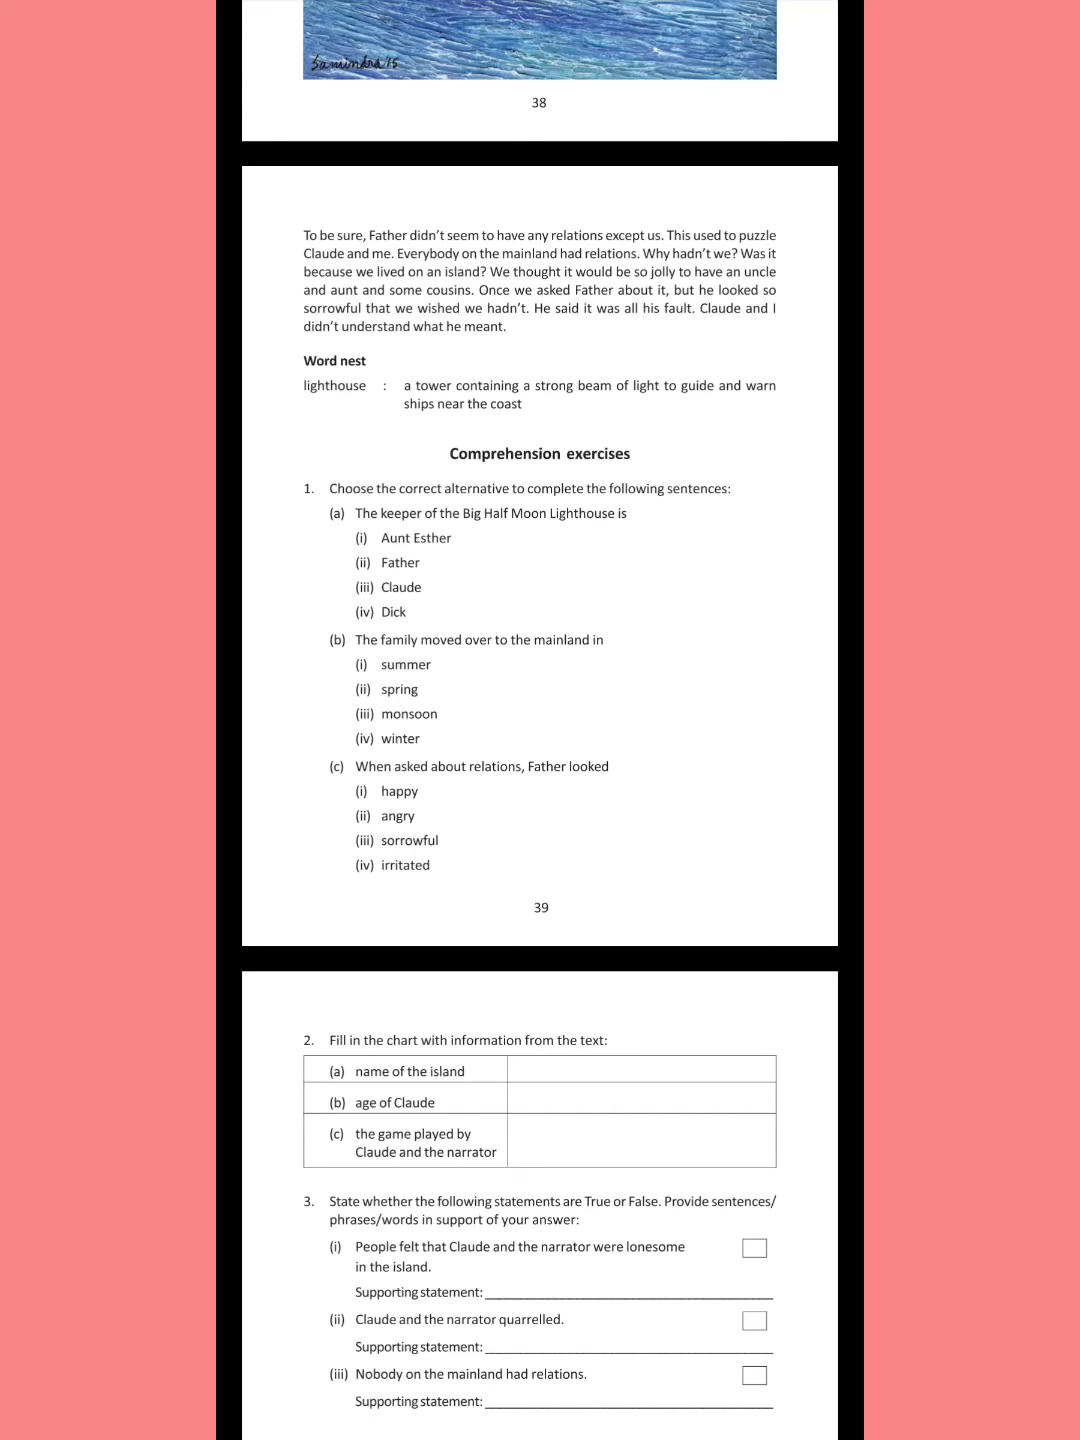 Samindra'15
38
To be sure, Father didn't seem to have any relations except us. This used to puzzle
Claude and me. Everybody on the mainland had relations. Why hadn't we? Was it
because we lived on an island? We thought it would be so jolly to have an uncle
and aunt and some cousins. Once we asked Father about it, but he looked so
sorrowful that we wished we hadn't. He said it was all his fault. Claude and I
didn't understand what he meant.
Word nest
lighthouse : a tower containing a strong beam of light to guide and warn
ships near the coast
Comprehension exercises
1. Choose the correct alternative to complete the following sentences:
(a) The keeper of the Big Half Moon Lighthouse is
(i) Aunt Esther
(ii) Father
(iii) Claude
(iv) Dick
(b) The family moved over to the mainland in
(i) summer
(ii) spring
(iii) monsoon
(iv) winter
(c) When asked about relations, Father looked
(i) happy
(ii) angry
(iii) sorrowful
(iv) irritated
39
2. Fill in the chart with information from the text:
(a) name of the island
(b) age of Claude
(c) the game played by
Claude and the narrator
3. State whether the following statements are True or False. Provide sentences/
phrases/words in support of your answer:
(i) People felt that Claude and the narrator were lonesome
in the island.
Supporting statement:
(ii) Claude and the narrator quarrelled.
Supporting statement:
(iii) Nobody on the mainland had relations.
Supporting statement: